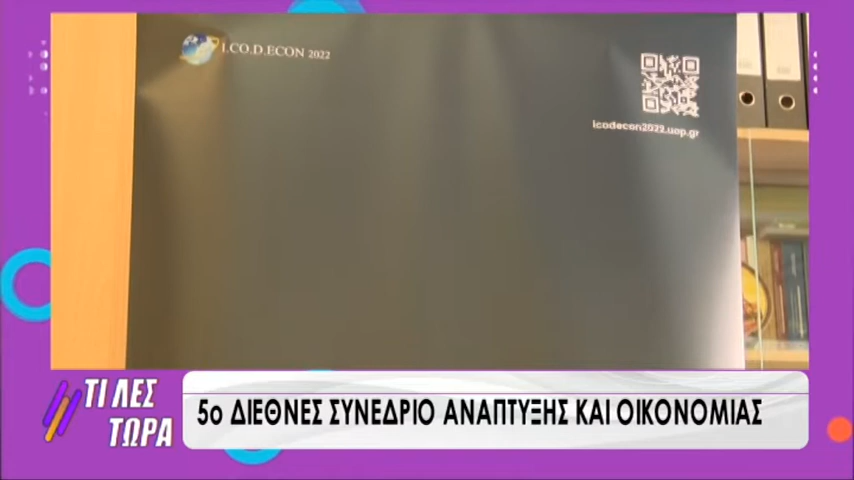 I.CO.D.ECON 2022
icodecon2022.uop.gr
ΤΙ ΛΕΣ
ΤΩΡΑ
5ο ΔΙΕΘΝΕΣ ΣΥΝΕΔΡΙΟ ΑΝΑΠΤΥΞΗΣ ΚΑΙ ΟΙΚΟΝΟΜΙΑΣ